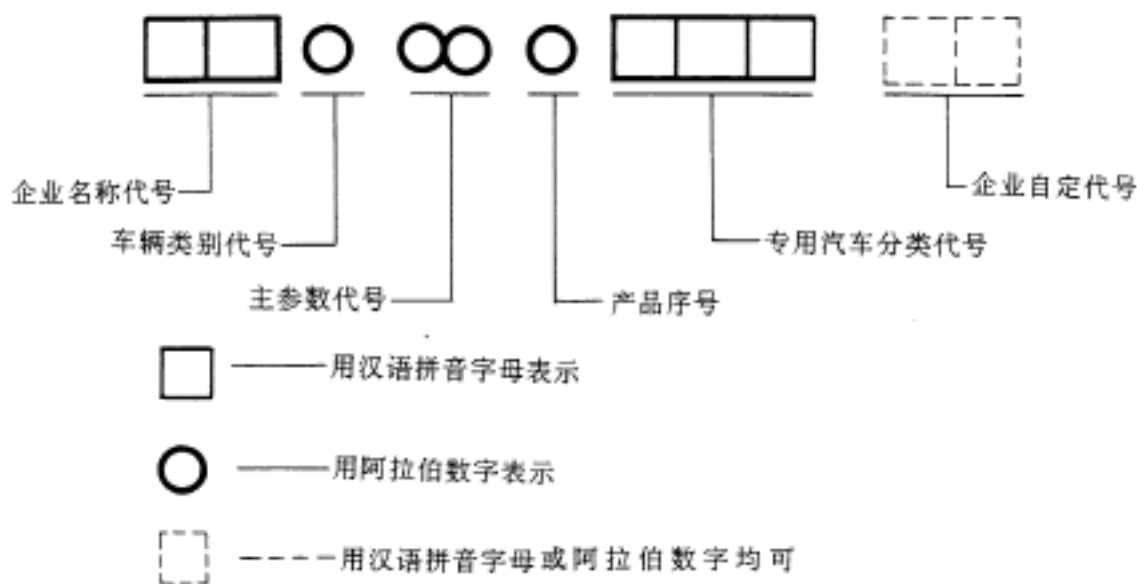 企业名称代号
企业自定代号
车辆类别代号
专用汽车分类代号
主参数代号
产品序号
用汉语拼音字母表示
用阿拉伯数字表示
用汉语拼音字母或阿拉伯数字均可